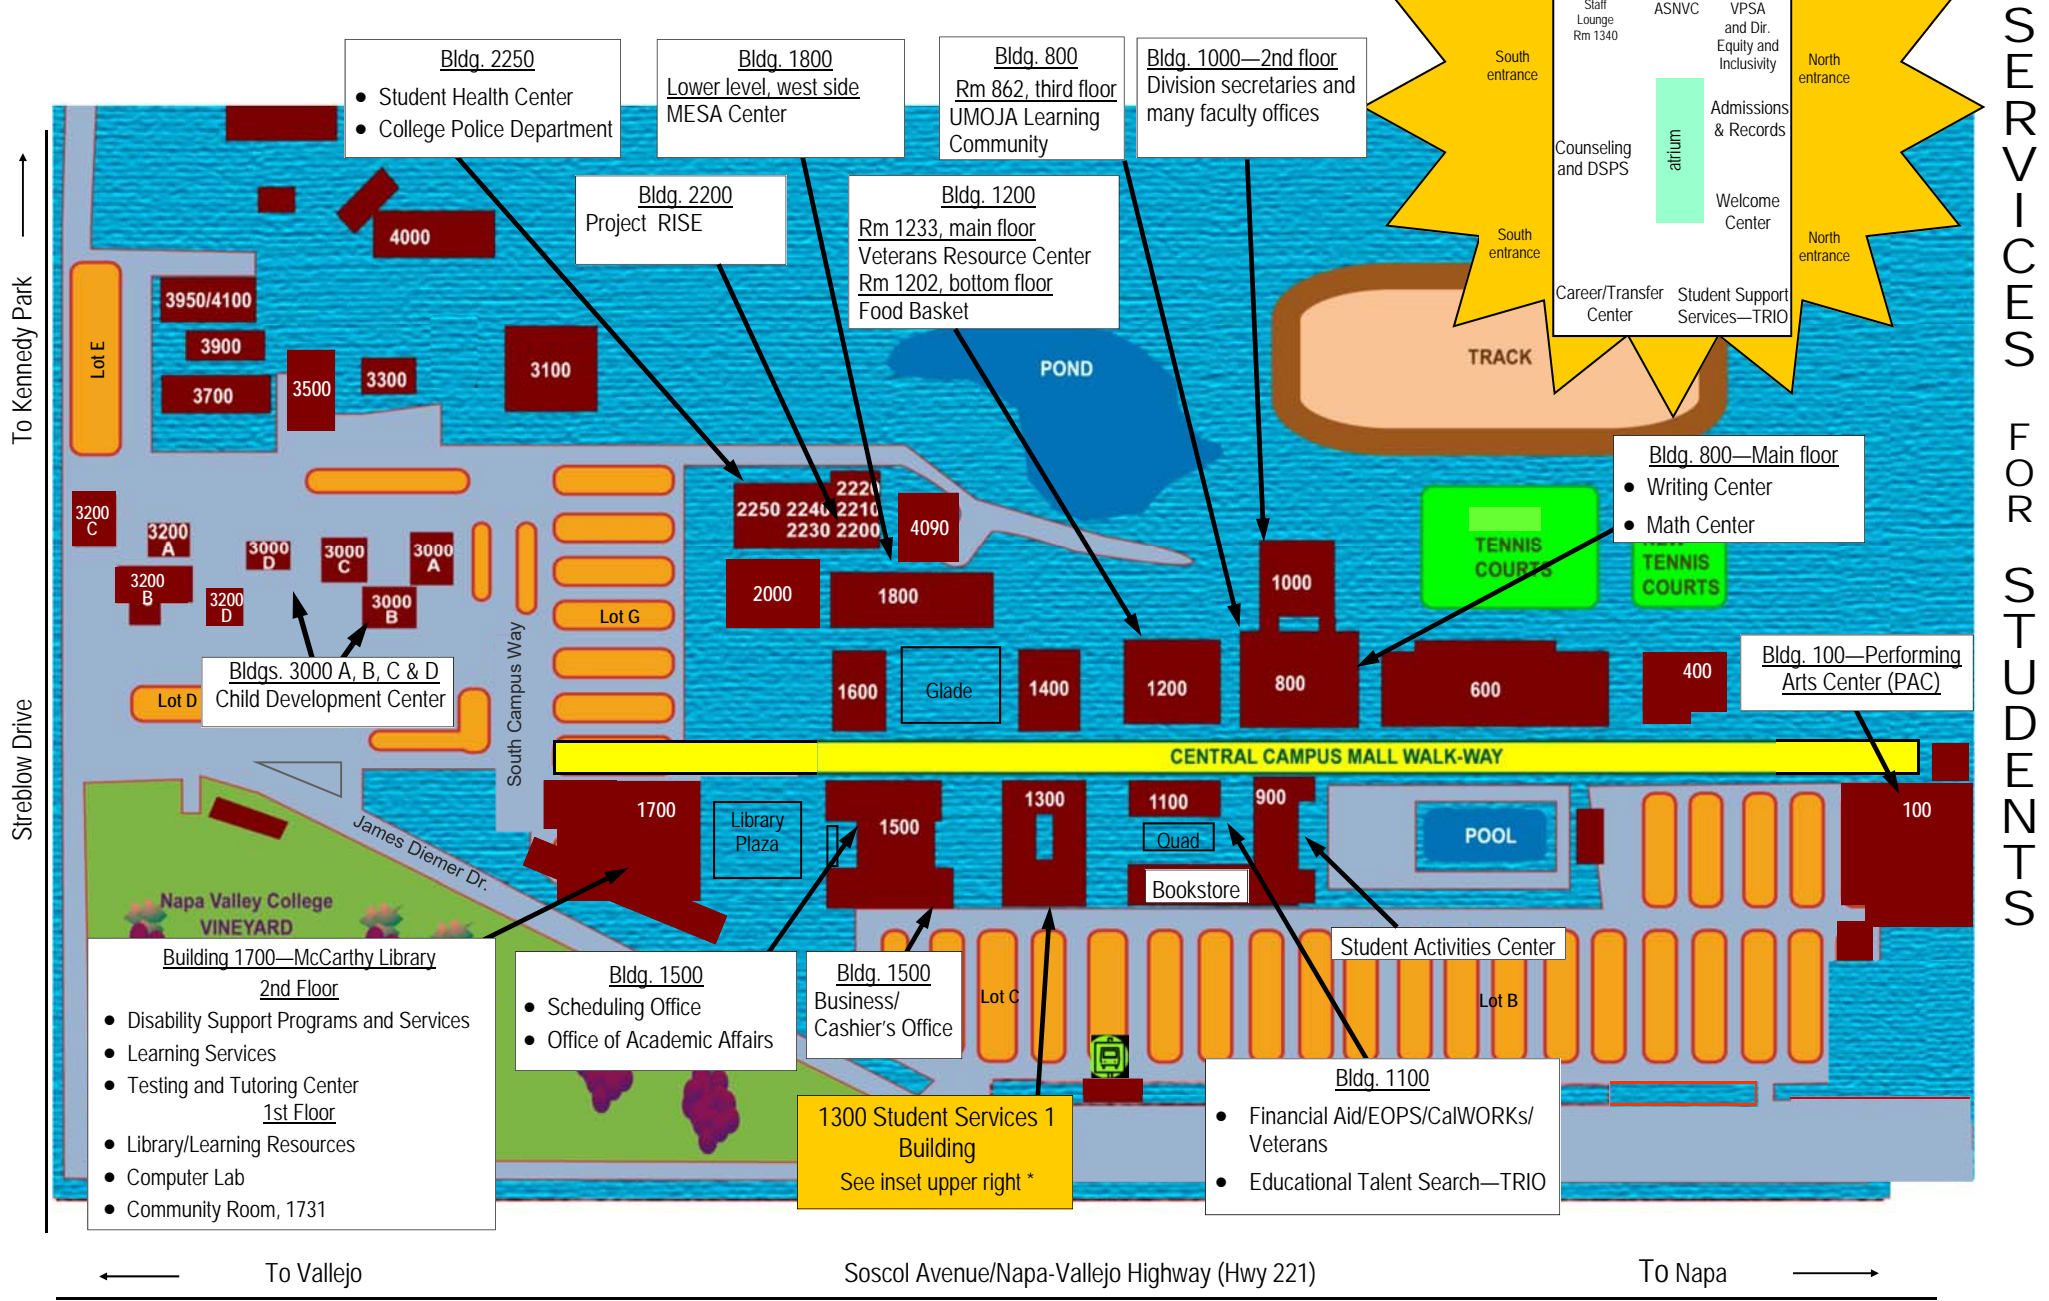 Staff
Lounge
Rm 1340
ASNVC
VPSA
and Dir.
Equity and
Inclusivity
South
entrance
North
entrance
Admissions
& Records
atrium
Counseling
and DSPS
Welcome
Center
South
entrance
North
entrance
Career/Transfer
Center
Student Support
Services—TRIO
SERVICES FOR STUDENTS
Bldg. 2250
• Student Health Center
• College Police Department
Bldg. 1800
Lower level, west side
MESA Center
Bldg. 800
Rm 862, third floor
UMOJA Learning
Community
Bldg. 1000—2nd floor
Division secretaries and
many faculty offices
Bldg. 2200
Project RISE
Bldg. 1200
Rm 1233, main floor
Veterans Resource Center
Rm 1202, bottom floor
Food Basket
To Kennedy Park
Streblow Drive
4000
3950/4100
3900
3700
Lot E
3500
3300
3100
POND
TRACK
Bldg. 800—Main floor
• Writing Center
• Math Center
2220
2250 2240 2210
2230 2200
4090
3200
C
3200
A
3000
D
3000
C
3000
A
3200
B
3200
D
3000
B
2000
1800
1000
TENNIS
COURTS
TENNIS
COURTS
Lot G
South Campus Way
Bldgs. 3000 A, B, C & D
Child Development Center
Lot D
1600
Glade
1400
1200
800
600
400
Bldg. 100—Performing
Arts Center (PAC)
CENTRAL CAMPUS MALL WALK-WAY
1700
Library
Plaza
1500
1300
1100
Quad
900
Bookstore
POOL
100
James Diemer Dr.
Napa Valley College
VINEYARD
Building 1700—McCarthy Library
2nd Floor
• Disability Support Programs and Services
• Learning Services
• Testing and Tutoring Center
1st Floor
• Library/Learning Resources
• Computer Lab
• Community Room, 1731
Bldg. 1500
• Scheduling Office
• Office of Academic Affairs
Bldg. 1500
Business/
Cashier's Office
Lot C
Student Activities Center
Lot B
1300 Student Services 1
Building
See inset upper right *
Bldg. 1100
• Financial Aid/EOPS/CalWORKs/
Veterans
• Educational Talent Search—TRIO
To Vallejo
Soscol Avenue/Napa-Vallejo Highway (Hwy 221)
To Napa